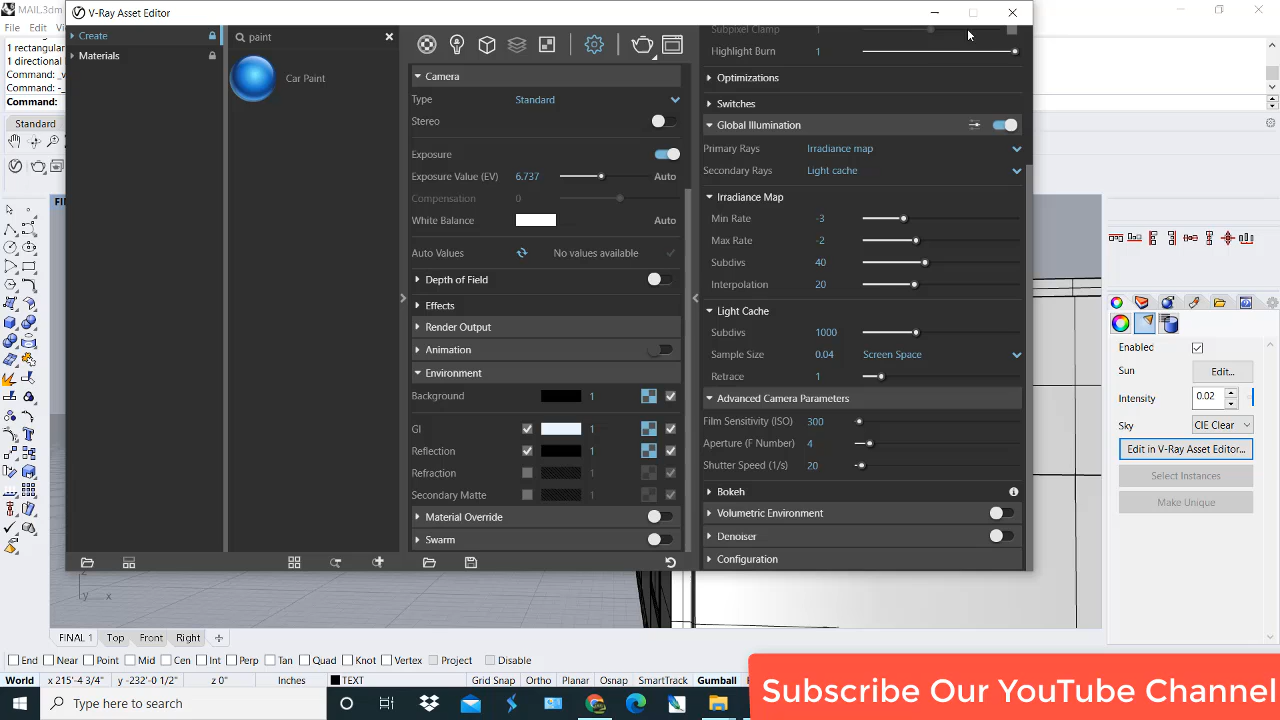 MAIL.3dm
V-Ray Asset Editor
File
1 rectangular
1 directional
Command: _v
Command: -_
Command:
Standard
Create
Materials
paint
Car Paint
Camera
Type Standard
Stereo
Exposure
Exposure Value (EV) 6.737 Auto
Compensation 0
White Balance Auto
Auto Values No values available
Depth of Field
Effects
Render Output
Animation
Environment
Background 1
GI 1
Reflection 1
Refraction 1
Secondary Matte 1
Material Override
Swarm
Subpixel Clamp
Highlight Burn 1
Optimizations
Switches
Global Illumination
Primary Rays Irradiance map
Secondary Rays Light cache
Irradiance Map
Min Rate -3
Max Rate -2
Subdivs 40
Interpolation 20
Light Cache
Subdivs 1000
Sample Size 0.04 Screen Space
Retrace 1
Advanced Camera Parameters
Film Sensitivity (ISO) 300
Aperture (F Number) 4
Shutter Speed (1/s) 20
Bokeh
Volumetric Environment
Denoiser
Configuration
Enabled
Sun Edit...
Intensity 0.02
Sky CIE Clear
Edit in V-Ray Asset Editor...
Select Instances
Make Unique
z
y x
FINAL 1 Top Front Right
End Near Point Mid Cen Int Perp Tan Quad Knot Vertex Project Disable
World x 215'-4 3/4" y -232'-0 1/2" z 0" Inches TEXT Grid Snap Ortho Planar Osnap SmartTrack Gumball
Type here to search
Subscribe Our YouTube Channel